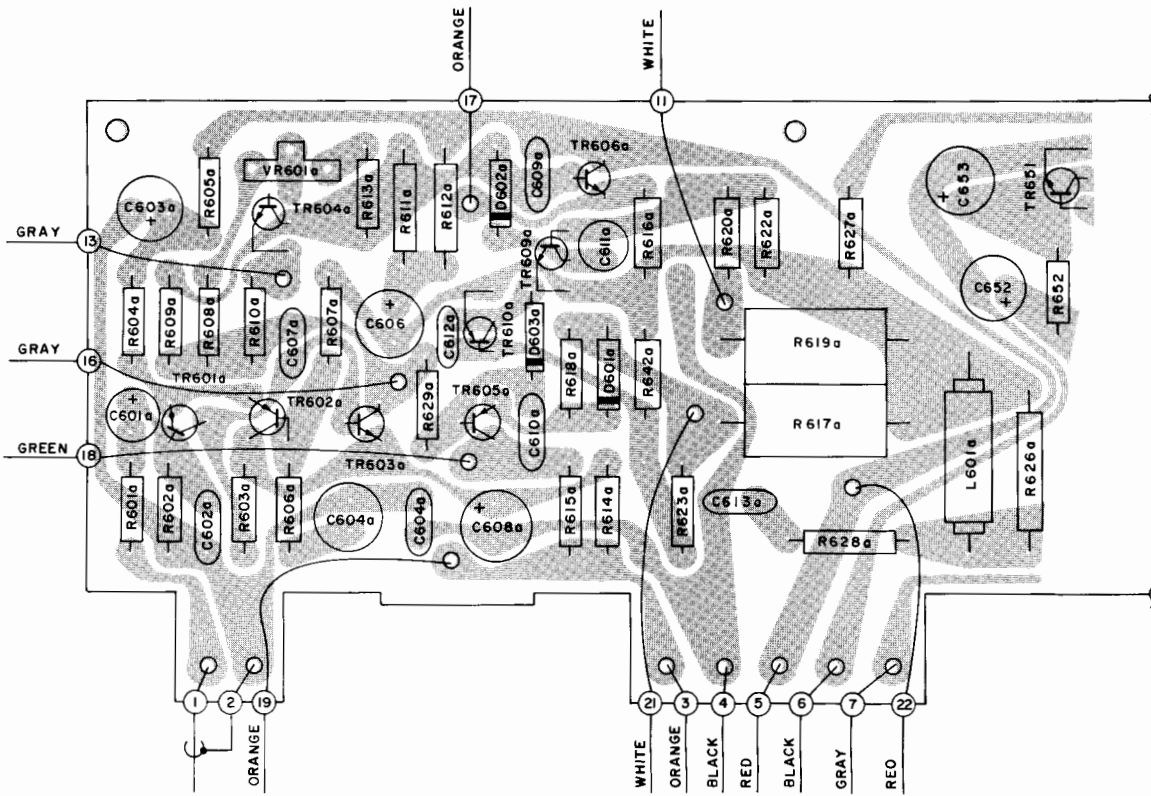 ORANGE
WHITE
17
11
TR606a
VR601a
C609a
R605a
R613a
R611a
R612a
D602a
C653
TR651
C603a
TR604a
R616a
R620a
R622a
R627a
TR609a
C611a
GRAY
13
R604a
R609a
R608a
R610a
C607a
R607a
C606
C612a
TR610a
D603a
C652
R652
R619a
GRAY
16
TR601a
TR602a
R618a
D601a
R642a
C601a
R629a
TR605a
C610a
R617a
GREEN
18
TR603a
L601a
R626a
R601a
R602a
C602a
R603a
R606a
C604a
C604a
C608a
R615a
R614a
R623a
C613a
R628a
1
2
19
21
3
4
5
6
7
22
ORANGE
WHITE
ORANGE
BLACK
RED
BLACK
GRAY
REO